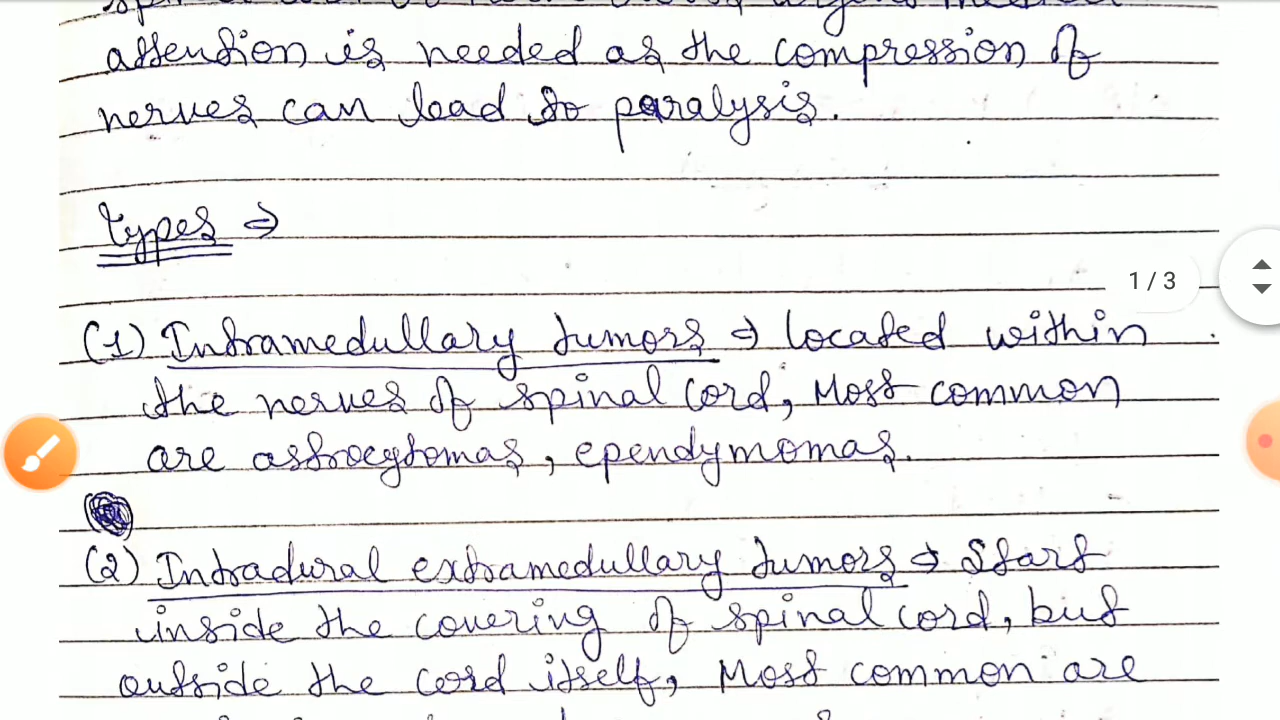 attention is needed as the compression of
nerves can lead to paralysis.
types ⇒
1 / 3
(1) Intramedullary tumors ⇒ located within
the nerves of spinal cord, Most common
are astrocytomas, ependymomas.
(2) Intradural extramedullary tumors ⇒ Start
inside the covering of spinal cord, but
outside the cord itself, Most common are